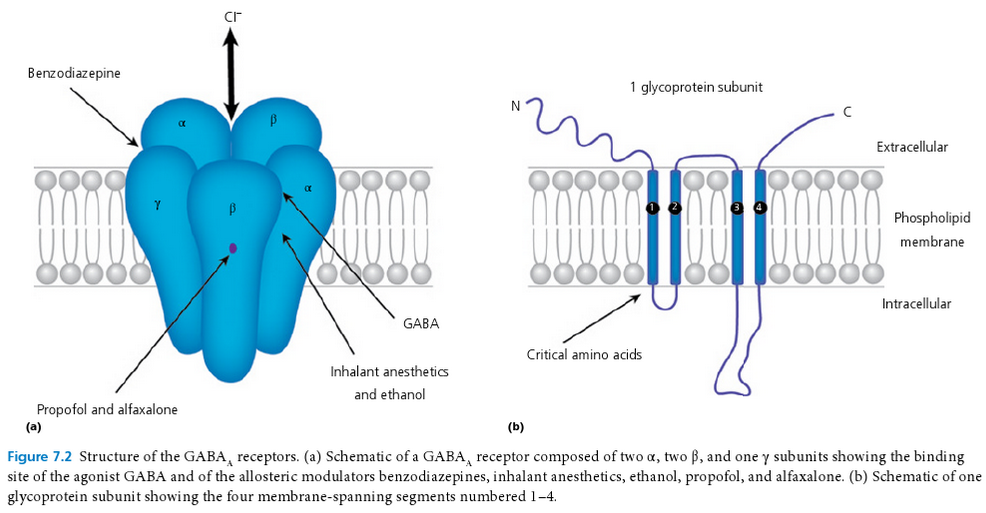 Cl⁻
Benzodiazepine
α
β
γ
β
α
GABA
Inhalant anesthetics
and ethanol
Propofol and alfaxalone
(a)
1 glycoprotein subunit
N
C
Extracellular
1 2 3 4
Phospholipid
membrane
Intracellular
Critical amino acids
(b)
Figure 7.2 Structure of the GABA_A receptors. (a) Schematic of a GABA_A receptor composed of two α, two β, and one γ subunits showing the binding
site of the agonist GABA and of the allosteric modulators benzodiazepines, inhalant anesthetics, ethanol, propofol, and alfaxalone. (b) Schematic of one
glycoprotein subunit showing the four membrane-spanning segments numbered 1–4.